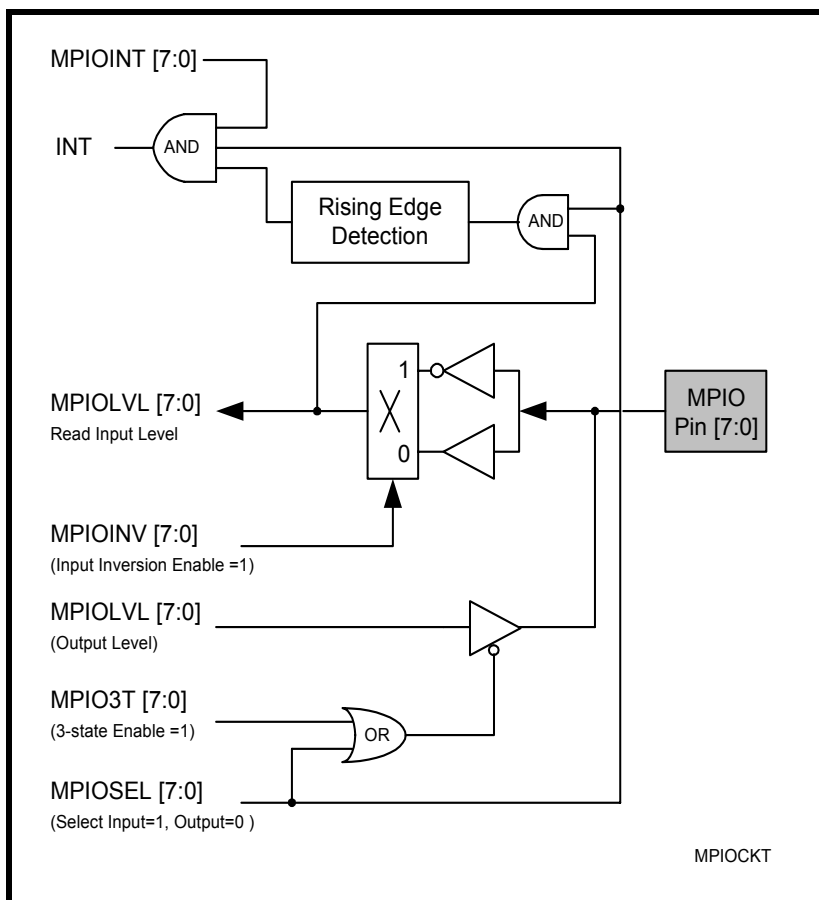 MPIOINT [7:0]
INT
AND
Rising Edge
Detection
AND
1
0
MPIOLVL [7:0]
Read Input Level
MPIO
Pin [7:0]
MPIOINV [7:0]
(Input Inversion Enable =1)
MPIOLVL [7:0]
(Output Level)
MPIO3T [7:0]
(3-state Enable =1)
OR
MPIOSEL [7:0]
(Select Input=1, Output=0 )
MPIOCKT